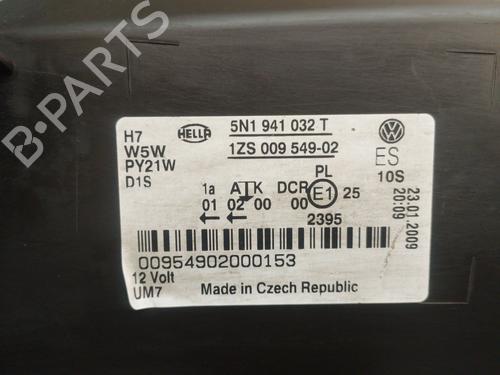 B-PARTS
HELLA
5N1 941 032 T
1ZS 009 549-02
H7
W5W
PY21W
D1S
ES
10S
23.01.2009
20:09
PL
1a ATK DCR E1 25
01 02 00 00
2395
00954902000153
12 Volt
UM7
Made in Czech Republic